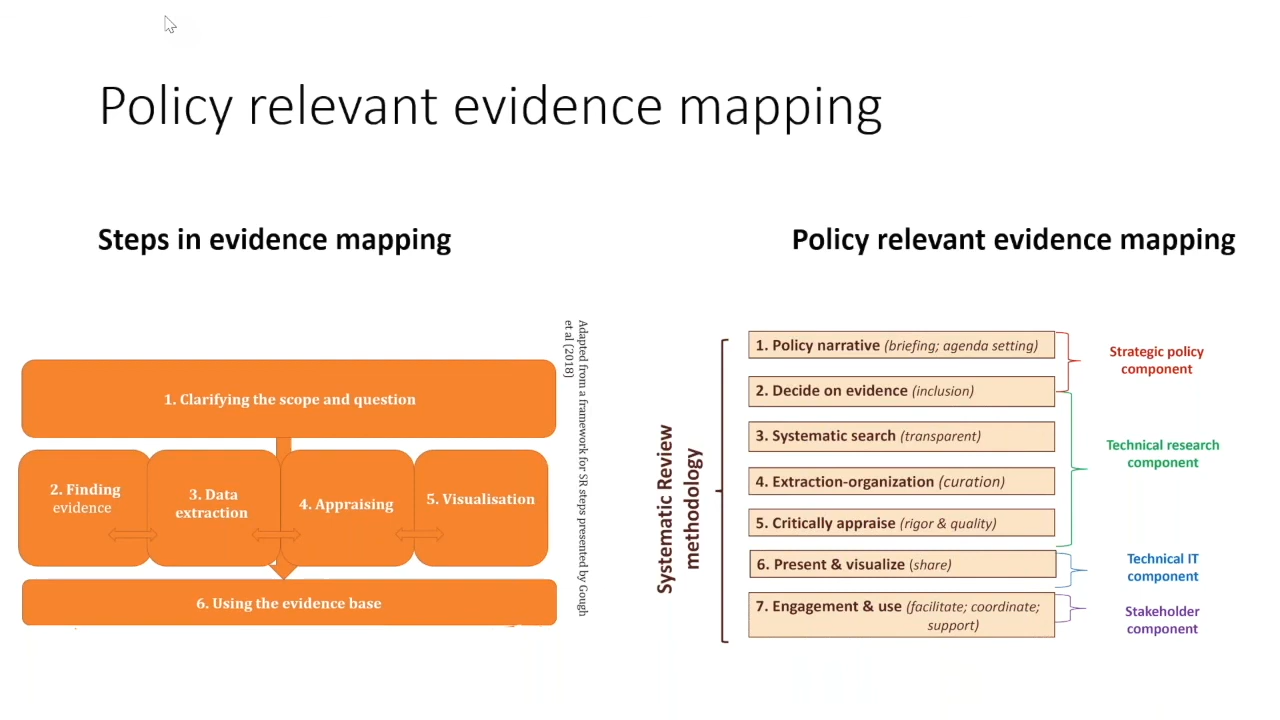 Policy relevant evidence mapping
Steps in evidence mapping
1. Clarifying the scope and question
2. Finding
evidence
3. Data
extraction
4. Appraising
5. Visualisation
6. Using the evidence base
Adapted from a framework for SR steps presented by Gough
et al (2018)
Policy relevant evidence mapping
Systematic Review
methodology
1. Policy narrative (briefing; agenda setting)
2. Decide on evidence (inclusion)
3. Systematic search (transparent)
4. Extraction-organization (curation)
5. Critically appraise (rigor & quality)
6. Present & visualize (share)
7. Engagement & use (facilitate; coordinate;
support)
Strategic policy
component
Technical research
component
Technical IT
component
Stakeholder
component